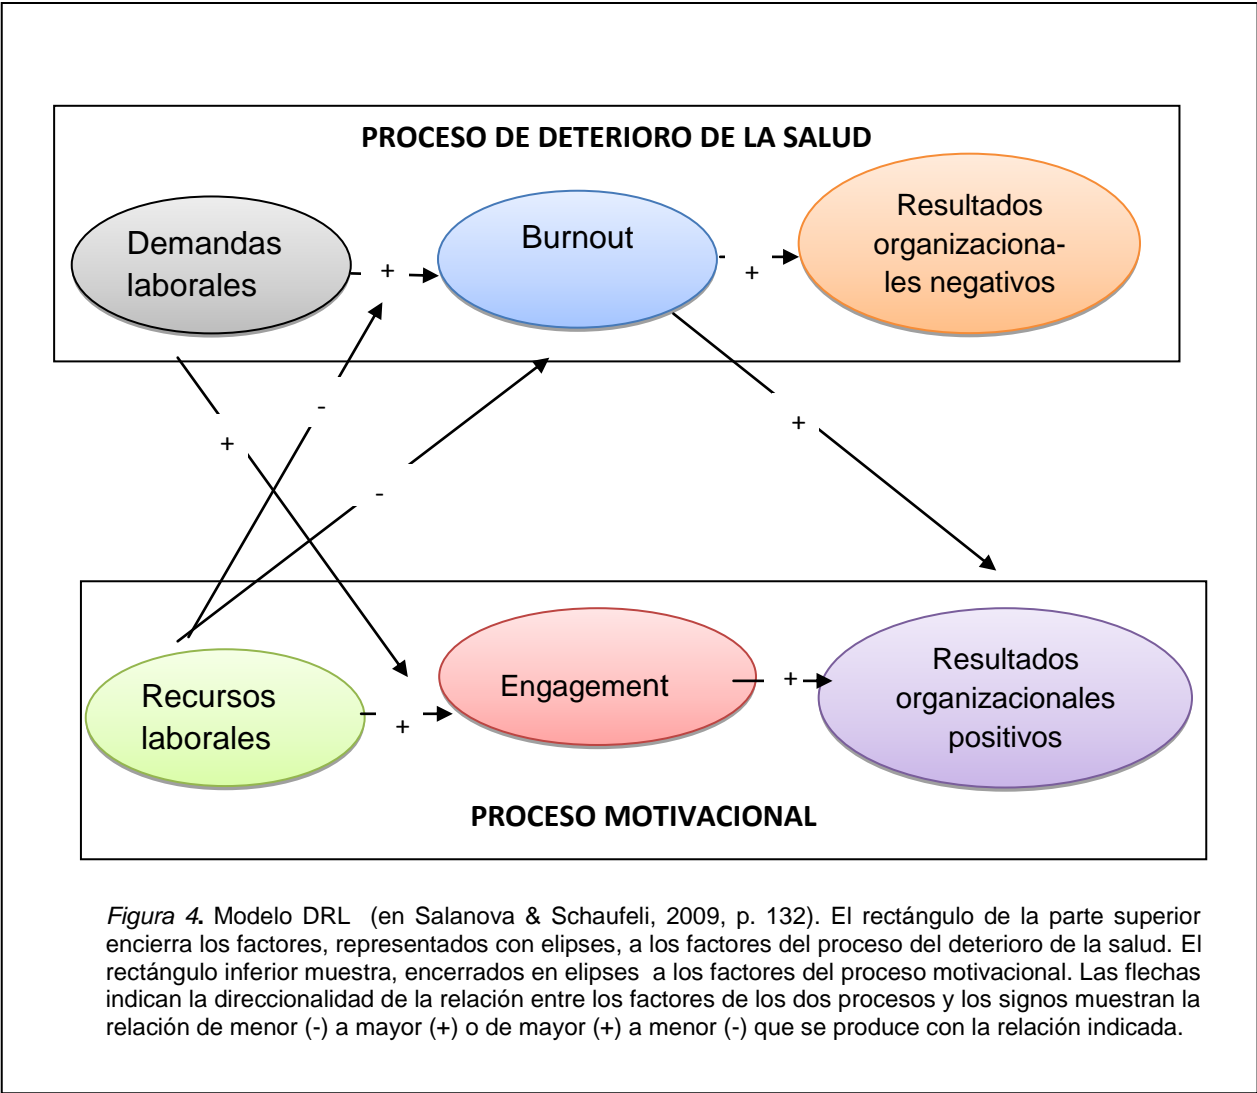 PROCESO DE DETERIORO DE LA SALUD
Demandas
laborales
+
Burnout
+
Resultados
organizaciona-
les negativos
-
+
-
+
Recursos
laborales
+
Engagement
+
Resultados
organizacionales
positivos
PROCESO MOTIVACIONAL
Figura 4. Modelo DRL (en Salanova & Schaufeli, 2009, p. 132). El rectángulo de la parte superior
encierra los factores, representados con elipses, a los factores del proceso del deterioro de la salud. El
rectángulo inferior muestra, encerrados en elipses a los factores del proceso motivacional. Las flechas
indican la direccionalidad de la relación entre los factores de los dos procesos y los signos muestran la
relación de menor (-) a mayor (+) o de mayor (+) a menor (-) que se produce con la relación indicada.